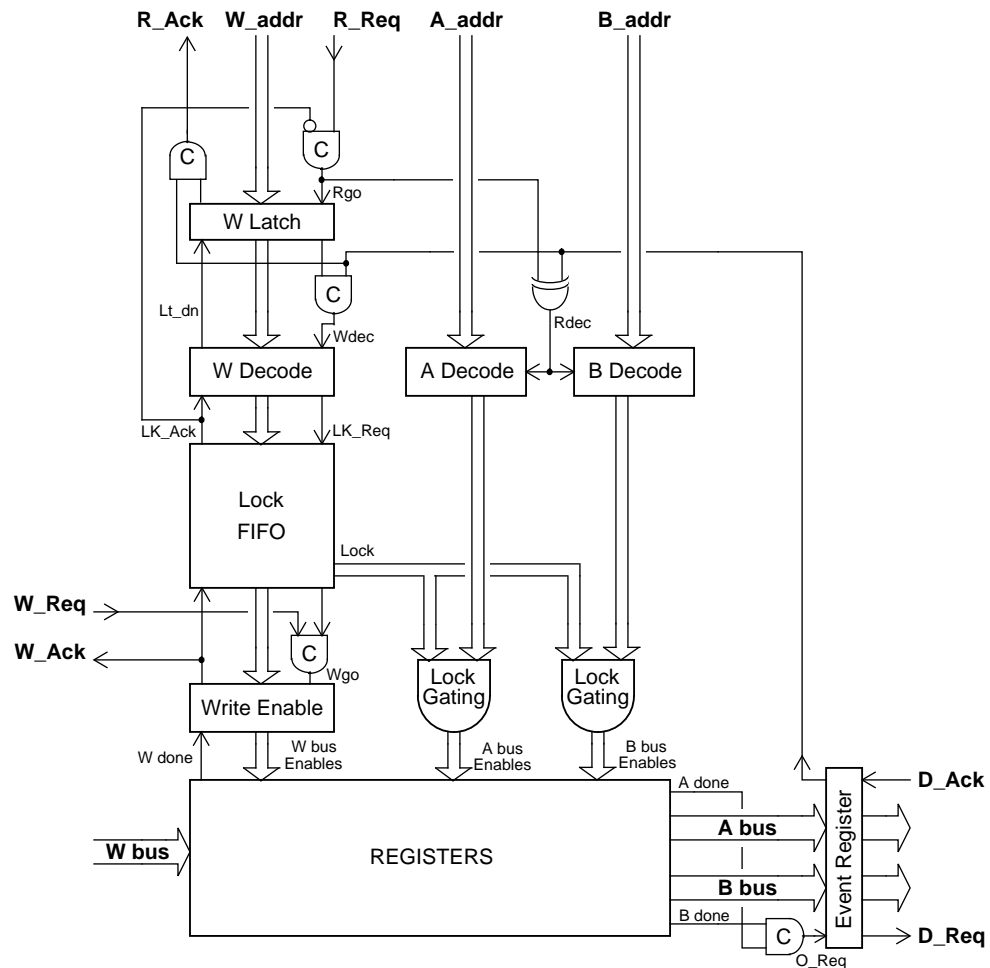 R_Ack W_addr R_Req A_addr B_addr
C
C
Rgo
W Latch
C
Lt_dn
Wdec
Rdec
W Decode
A Decode
B Decode
LK_Ack
LK_Req
Lock
FIFO
Lock
W_Req
W_Ack
C
Wgo
Lock
Gating
Lock
Gating
Write Enable
W done
W bus
Enables
A bus
Enables
B bus
Enables
A done
D_Ack
W bus
REGISTERS
A bus
B bus
Event Register
B done
C
O_Req
D_Req